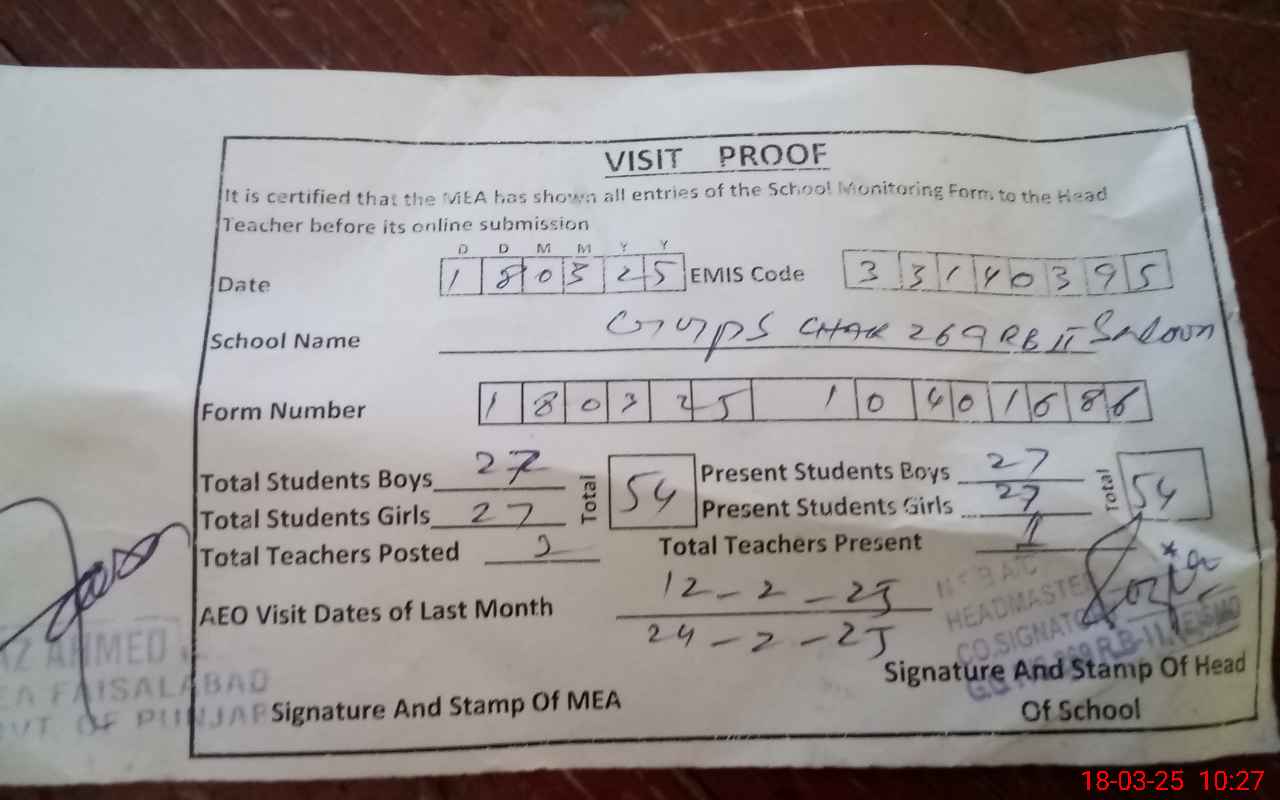 VISIT PROOF
It is certified that the MEA has shown all entries of the School Monitoring Form to the Head
Teacher before its online submission
D D M M Y Y
Date 1 8 0 3 2 5 EMIS Code 3 3 1 4 0 3 9 5
School Name GGMPS CHAK 269 RB II
Form Number 1 8 0 3 2 5 1 0 4 0 1 6 8 6
Total Students Boys 27 Total 54 Present Students Boys 27 Total 54
Total Students Girls 27 Present Students Girls 27
Total Teachers Posted 2 Total Teachers Present 1
AEO Visit Dates of Last Month 12-2-25
24-2-25
HEADMASTE
CO.SIGNATO
AHMED
FAISALABAD
OF PUNJAB
Signature And Stamp Of MEA
Signature And Stamp Of Head
Of School
18-03-25 10:27